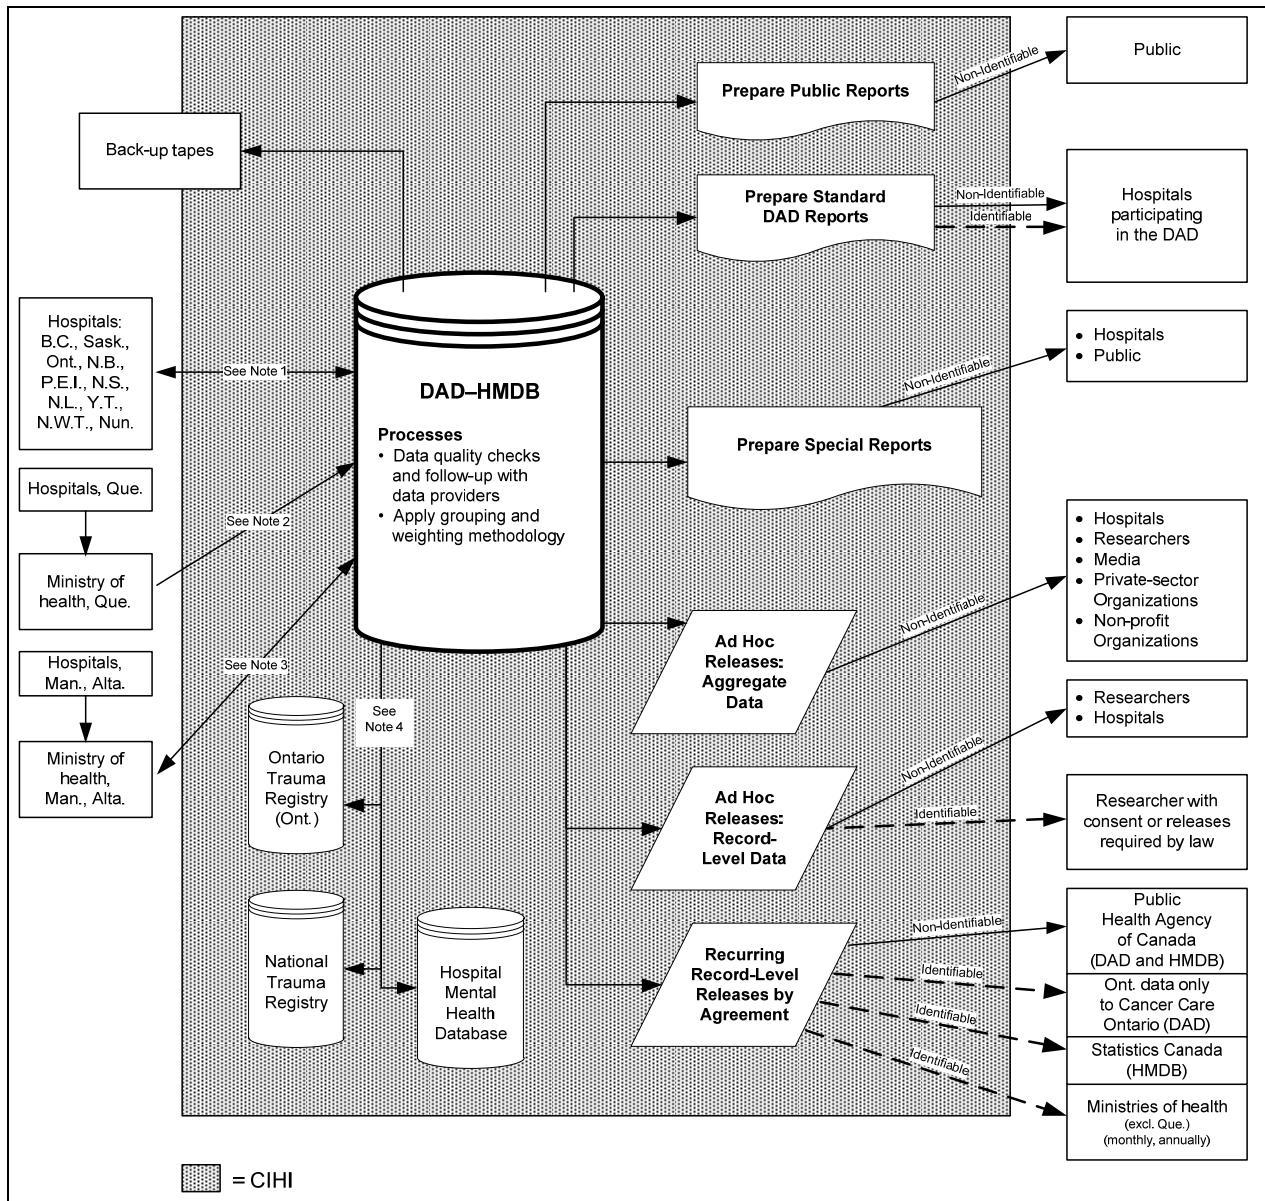 Prepare Public Reports
Non-Identifiable
Public
Back-up tapes
Prepare Standard
DAD Reports
Non-Identifiable
Identifiable
Hospitals
participating
in the DAD
Hospitals:
B.C., Sask.,
Ont., N.B.,
P.E.I., N.S.,
N.L., Y.T.,
N.W.T., Nun.
See Note 1
DAD–HMDB
Processes
• Data quality checks
and follow-up with
data providers
• Apply grouping and
weighting methodology
Non-Identifiable
• Hospitals
• Public
Prepare Special Reports
Hospitals, Que.
See Note 2
Ministry of
health, Que.
• Hospitals
• Researchers
• Media
• Private-sector
Organizations
• Non-profit
Organizations
Non-Identifiable
Ad Hoc
Releases:
Aggregate
Data
Hospitals,
Man., Alta.
See Note 3
Ministry of
health,
Man., Alta.
See
Note 4
Ontario
Trauma
Registry
(Ont.)
• Researchers
• Hospitals
Non-Identifiable
Ad Hoc
Releases:
Record-
Level Data
Identifiable
Researcher with
consent or releases
required by law
National
Trauma
Registry
Hospital
Mental
Health
Database
Recurring
Record-Level
Releases by
Agreement
Non-Identifiable
Public
Health Agency
of Canada
(DAD and HMDB)
Identifiable
Ont. data only
to Cancer Care
Ontario (DAD)
Identifiable
Statistics Canada
(HMDB)
Identifiable
Ministries of health
(excl. Que.)
(monthly, annually)
= CIHI